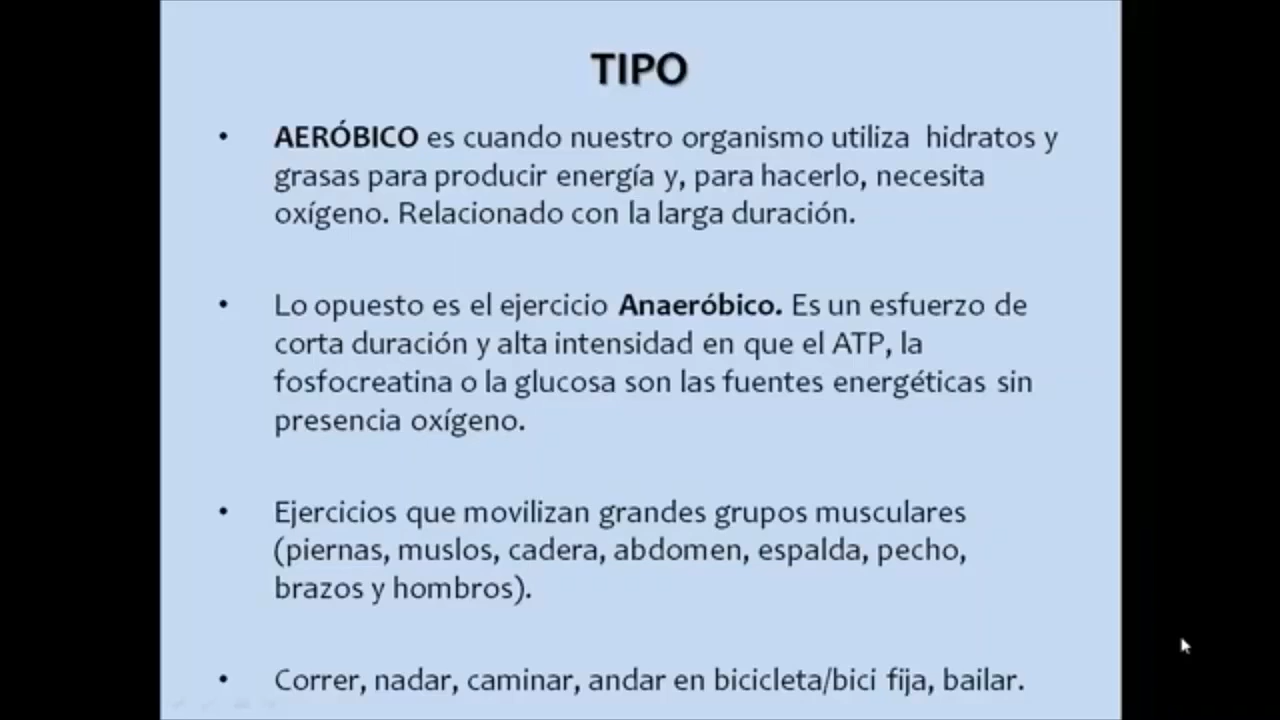 TIPO
• AERÓBICO es cuando nuestro organismo utiliza hidratos y
grasas para producir energía y, para hacerlo, necesita
oxígeno. Relacionado con la larga duración.
• Lo opuesto es el ejercicio Anaeróbico. Es un esfuerzo de
corta duración y alta intensidad en que el ATP, la
fosfocreatina o la glucosa son las fuentes energéticas sin
presencia oxígeno.
• Ejercicios que movilizan grandes grupos musculares
(piernas, muslos, cadera, abdomen, espalda, pecho,
brazos y hombros).
• Correr, nadar, caminar, andar en bicicleta/bici fija, bailar.